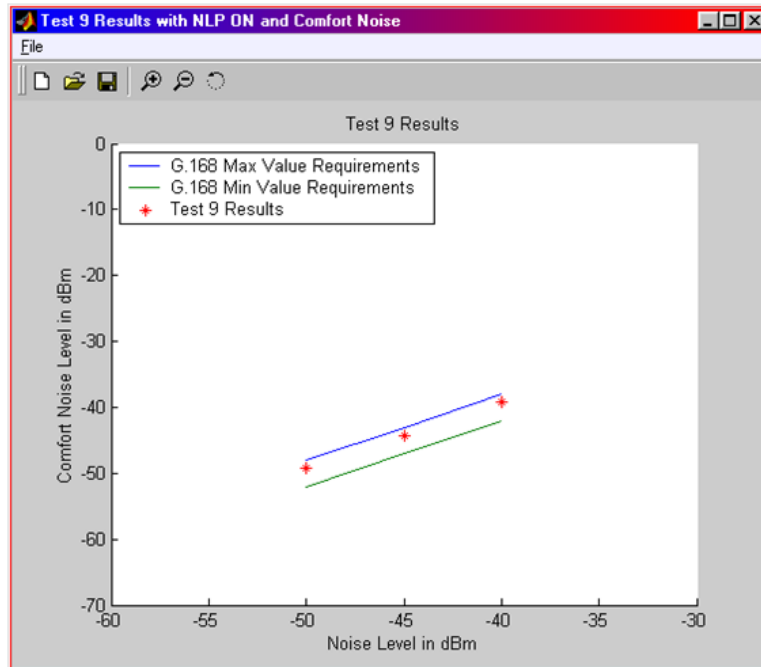 Test 9 Results with NLP ON and Comfort Noise
File
Test 9 Results
G.168 Max Value Requirements
G.168 Min Value Requirements
Test 9 Results
Comfort Noise Level in dBm
0
-10
-20
-30
-40
-50
-60
-70
-60
-55
-50
-45
-40
-35
-30
Noise Level in dBm